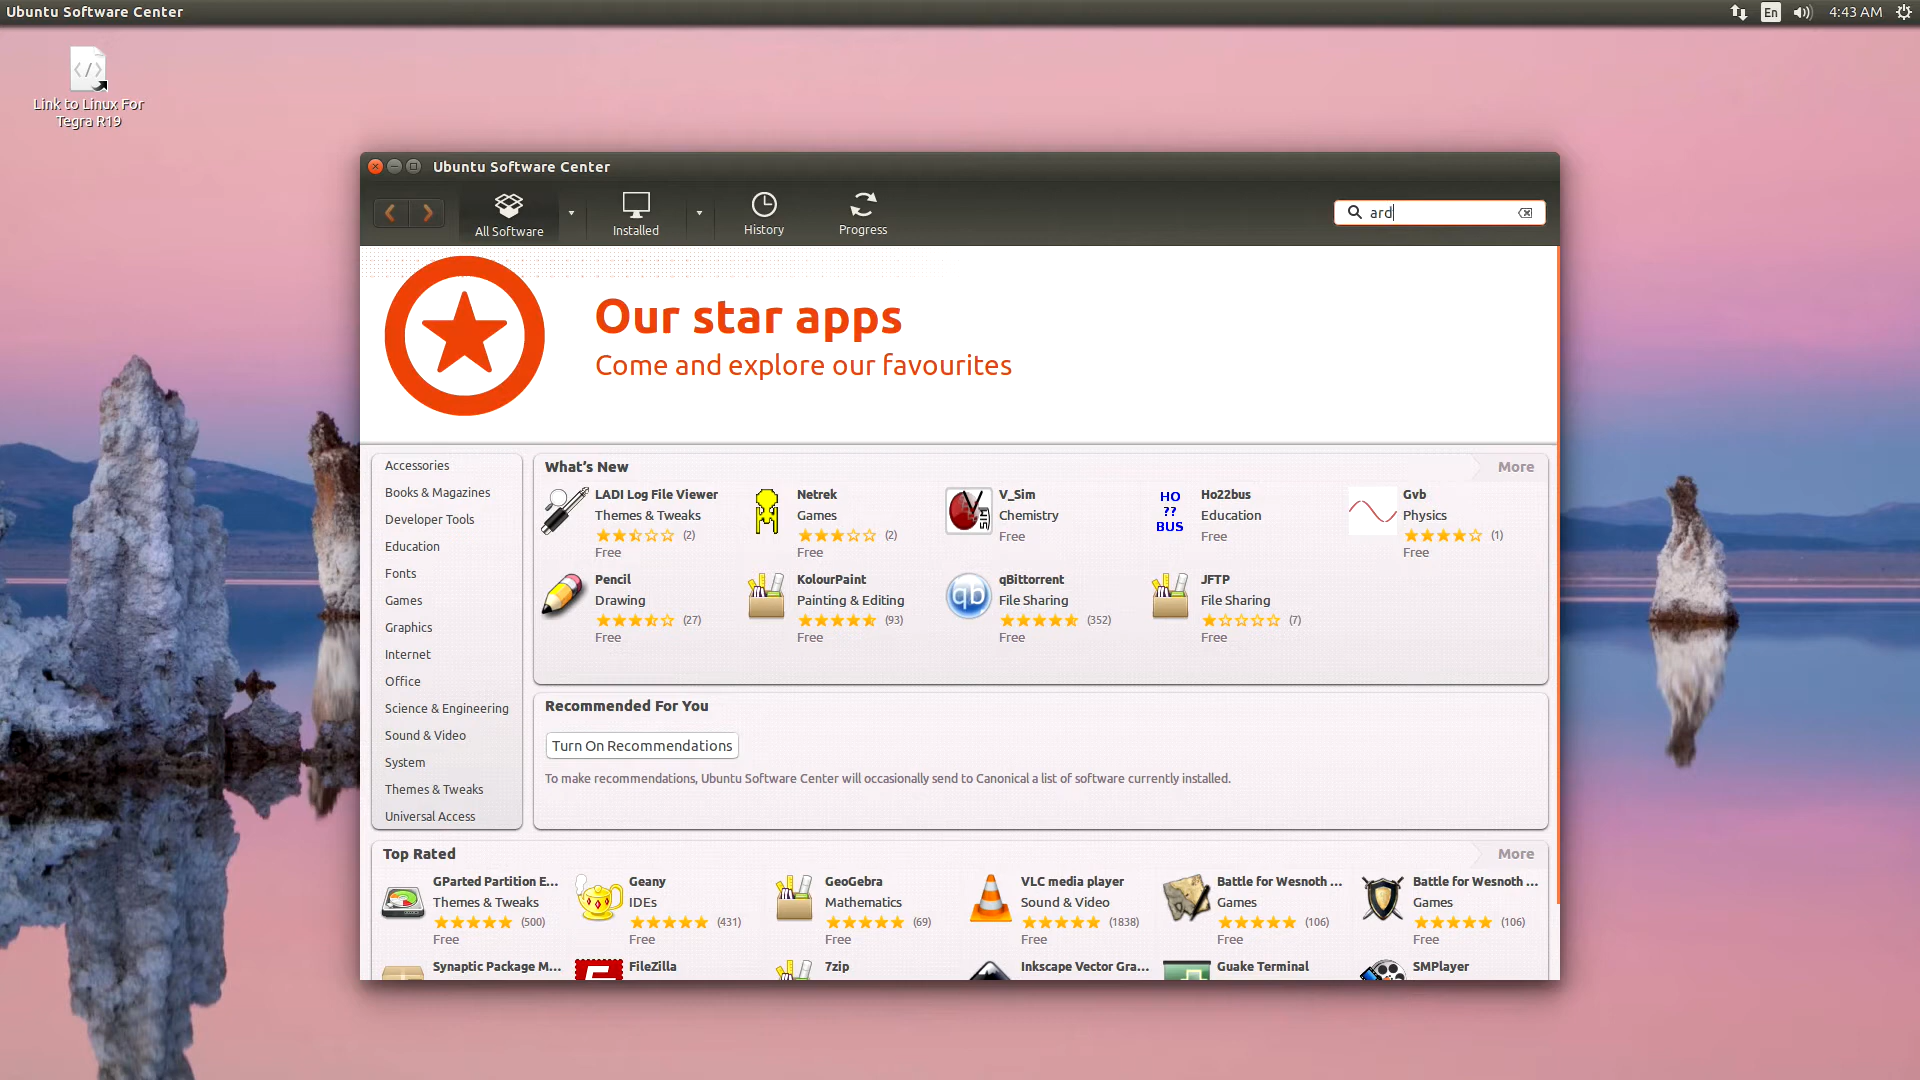 Ubuntu Software Center
En
4:43 AM
Link to Linux For
Tegra R19
Ubuntu Software Center
All Software
Installed
History
Progress
ard
Our star apps
Come and explore our favourites
Accessories
Books & Magazines
Developer Tools
Education
Fonts
Games
Graphics
Internet
Office
Science & Engineering
Sound & Video
System
Themes & Tweaks
Universal Access
What's New
More
LADI Log File Viewer
Themes & Tweaks
(2)
Free
Netrek
Games
(2)
Free
V_Sim
Chemistry
Free
HO
??
BUS
Ho22bus
Education
Free
Gvb
Physics
(1)
Free
Pencil
Drawing
(27)
Free
KolourPaint
Painting & Editing
(93)
Free
qb
qBittorrent
File Sharing
(352)
Free
JFTP
File Sharing
(7)
Free
Recommended For You
Turn On Recommendations
To make recommendations, Ubuntu Software Center will occasionally send to Canonical a list of software currently installed.
Top Rated
More
GParted Partition E...
Themes & Tweaks
(500)
Free
Geany
IDEs
(431)
Free
GeoGebra
Mathematics
(69)
Free
VLC media player
Sound & Video
(1838)
Free
Battle for Wesnoth ...
Games
(106)
Free
Battle for Wesnoth ...
Games
(106)
Free
Synaptic Package M...
FileZilla
7zip
Inkscape Vector Gra...
Guake Terminal
SMPlayer